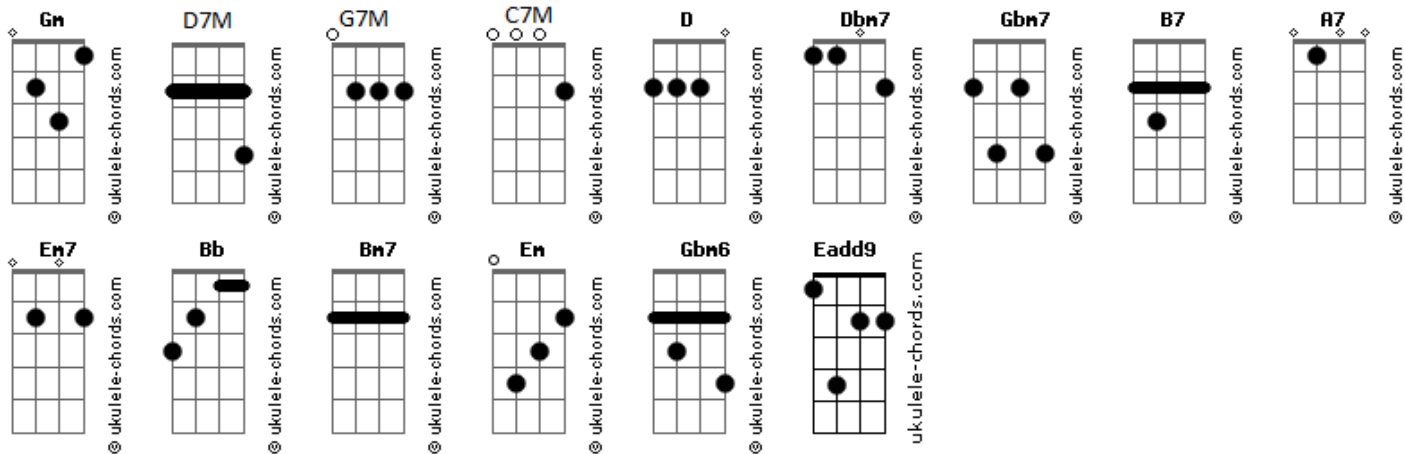 Gm D7M G7M C7M D Dbm7 Gbm7 B7 A7
© ukulele-chords.com © ukulele-chords.com © ukulele-chords.com © ukulele-chords.com © ukulele-chords.com © ukulele-chords.com © ukulele-chords.com © ukulele-chords.com © ukulele-chords.com
Em7 Bb Bm7 Em Gbm6 Eadd9
© ukulele-chords.com © ukulele-chords.com © ukulele-chords.com © ukulele-chords.com © ukulele-chords.com ukulele-chords.com